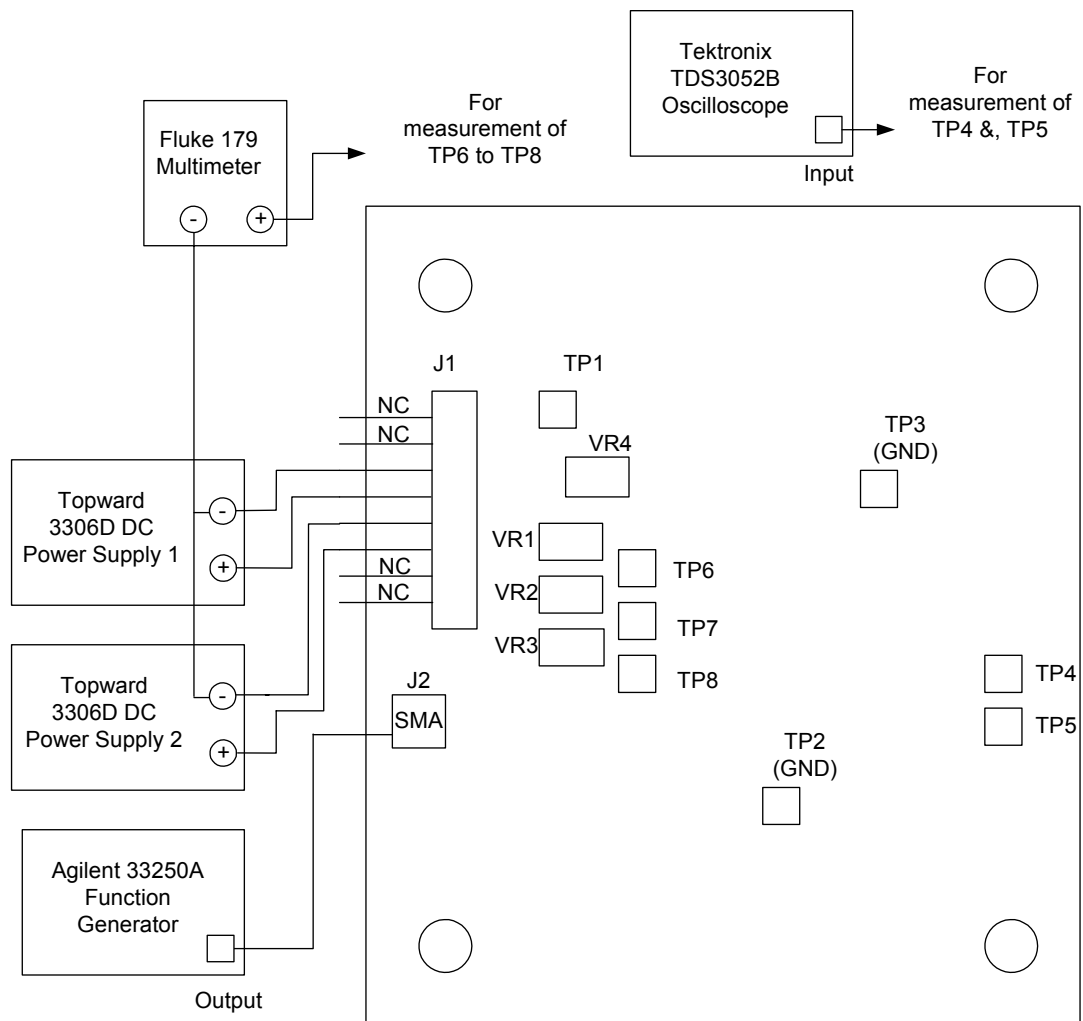 Tektronix
TDS3052B
Oscilloscope
Input
For
measurement of
TP4 &, TP5
For
measurement of
TP6 to TP8
Fluke 179
Multimeter
-
+
J1
TP1
NC
NC
VR4
TP3
(GND)
Topward
3306D DC
Power Supply 1
-
+
VR1
TP6
NC
NC
VR2
TP7
VR3
TP8
Topward
3306D DC
Power Supply 2
-
+
J2
SMA
TP4
TP5
TP2
(GND)
Agilent 33250A
Function
Generator
Output